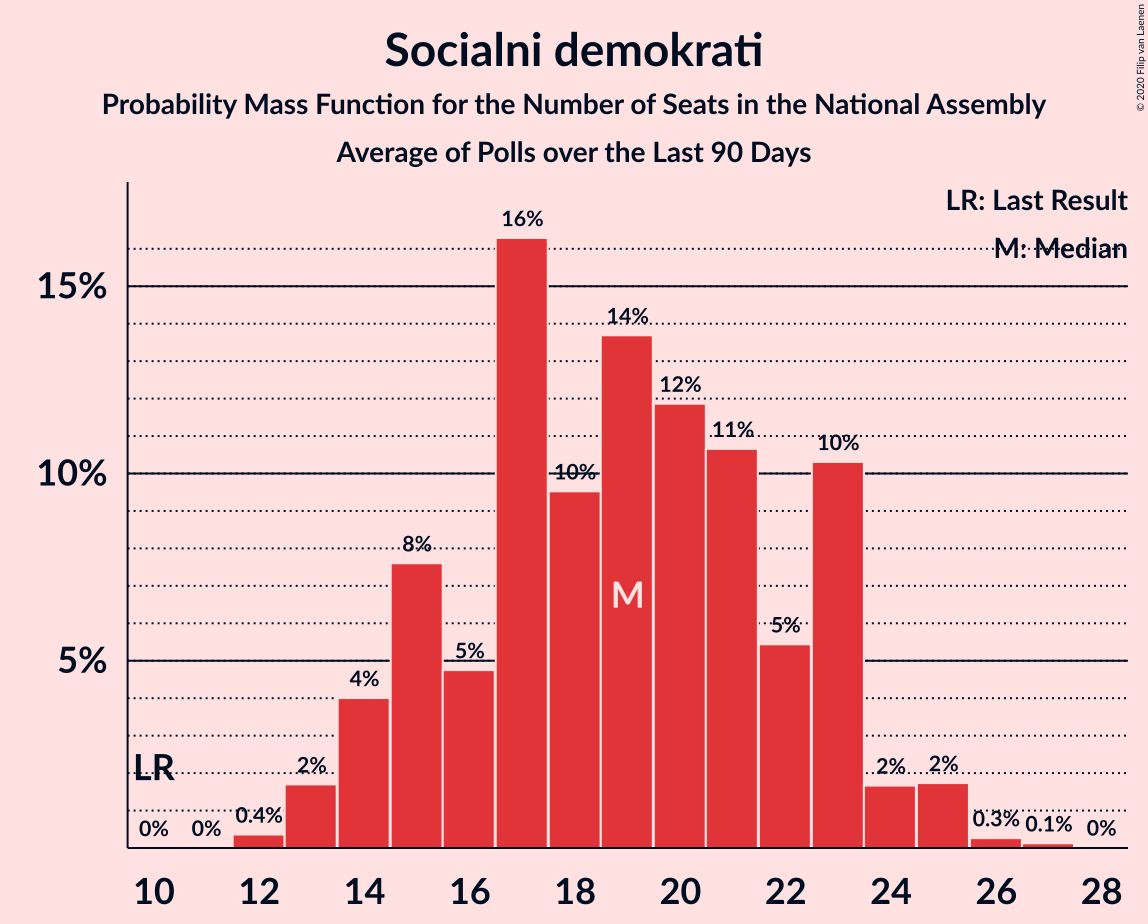 Socialni demokrati
Probability Mass Function for the Number of Seats in the National Assembly
Average of Polls over the Last 90 Days
© 2020 Filip van Laenen
LR: Last Result
M: Median
15%
10%
5%
0%
0%
0.4%
2%
4%
8%
5%
16%
10%
14%
12%
11%
5%
10%
2%
2%
0.3%
0.1%
0%
LR
M
10 12 14 16 18 20 22 24 26 28